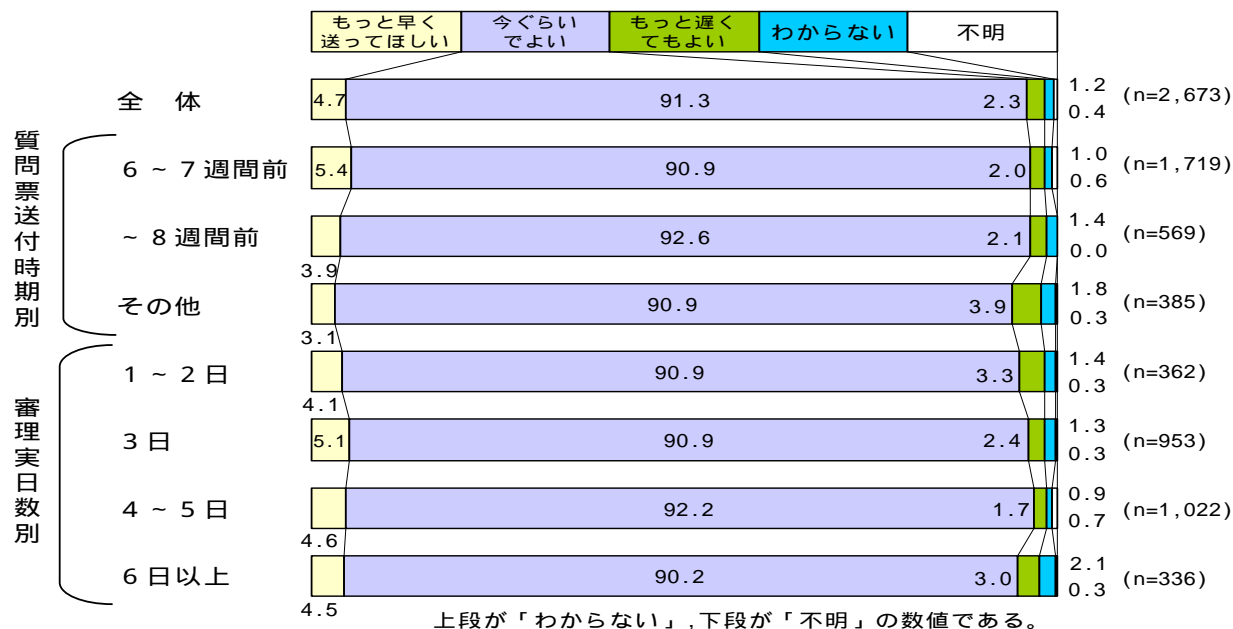 もっと早く
送ってほしい
今ぐらい
でよい
もっと遅く
てもよい
わからない
不明
全 体
4.7
91.3
2.3
1.2
0.4
(n=2,673)
質問票送付時期別
6～7週間前
5.4
90.9
2.0
1.0
0.6
(n=1,719)
～8週間前
3.9
92.6
2.1
1.4
0.0
(n=569)
その他
3.1
90.9
3.9
1.8
0.3
(n=385)
審理実日数別
1～2日
4.1
90.9
3.3
1.4
0.3
(n=362)
3日
5.1
90.9
2.4
1.3
0.3
(n=953)
4～5日
4.6
92.2
1.7
0.9
0.7
(n=1,022)
6日以上
4.5
90.2
3.0
2.1
0.3
(n=336)
上段が「わからない」,下段が「不明」の数値である。